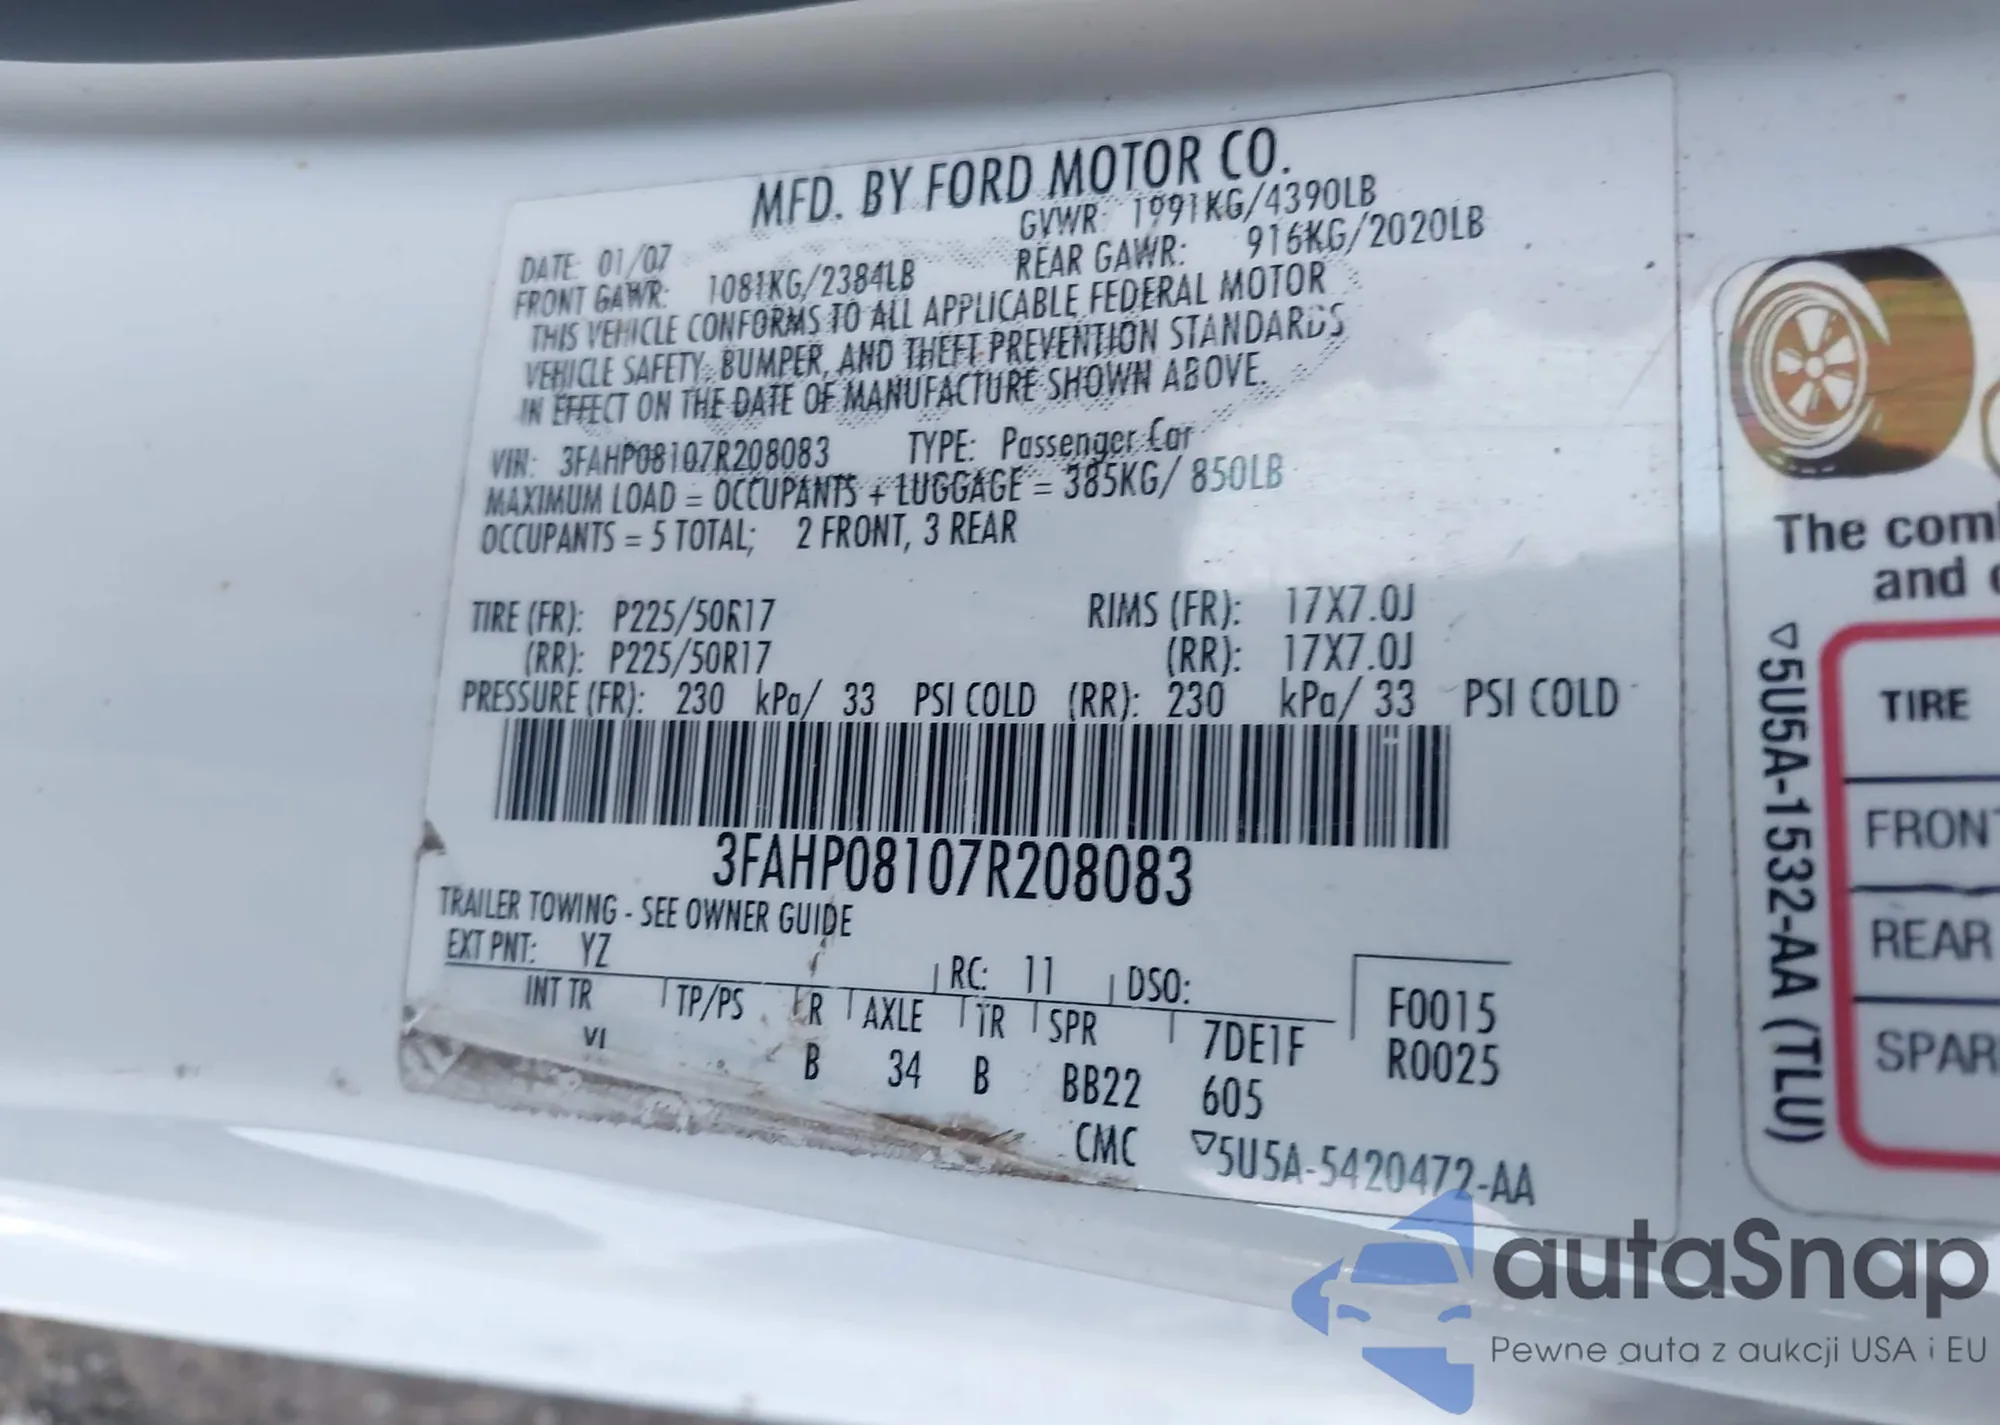 MFD. BY FORD MOTOR CO.
DATE: 01/07 GVWR: 1991KG/4390LB
FRONT GAWR: 1081KG/2384LB REAR GAWR: 916KG/2020LB
THIS VEHICLE CONFORMS TO ALL APPLICABLE FEDERAL MOTOR
VEHICLE SAFETY, BUMPER, AND THEFT PREVENTION STANDARDS
IN EFFECT ON THE DATE OF MANUFACTURE SHOWN ABOVE.
VIN: 3FAHP08107R208083 TYPE: Passenger Car
MAXIMUM LOAD = OCCUPANTS + LUGGAGE = 385KG/ 850LB
OCCUPANTS = 5 TOTAL; 2 FRONT, 3 REAR
TIRE (FR): P225/50R17 RIMS (FR): 17X7.0J
(RR): P225/50R17 (RR): 17X7.0J
PRESSURE (FR): 230 kPa/ 33 PSI COLD (RR): 230 kPa/ 33 PSI COLD
3FAHP08107R208083
TRAILER TOWING - SEE OWNER GUIDE
EXT PNT: YZ RC: 11 DSO:
INT TR TP/PS R AXLE TR SPR 7DE1F F0015
VI B 34 B BB22 605 R0025
CMC ▽5U5A-5420472-AA
The com
and
▽5U5A-1532-AA (TLU)
TIRE
FRONT
REAR
SPAR
autaSnap
Pewne auta z aukcji USA i EU